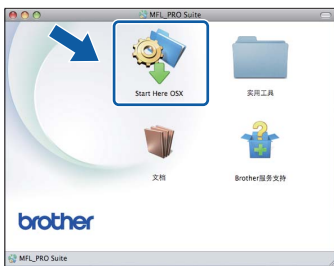 MFL_PRO Suite
Start Here OSX
实用工具
文档
Brother服务支持
brother
MFL_PRO Suite